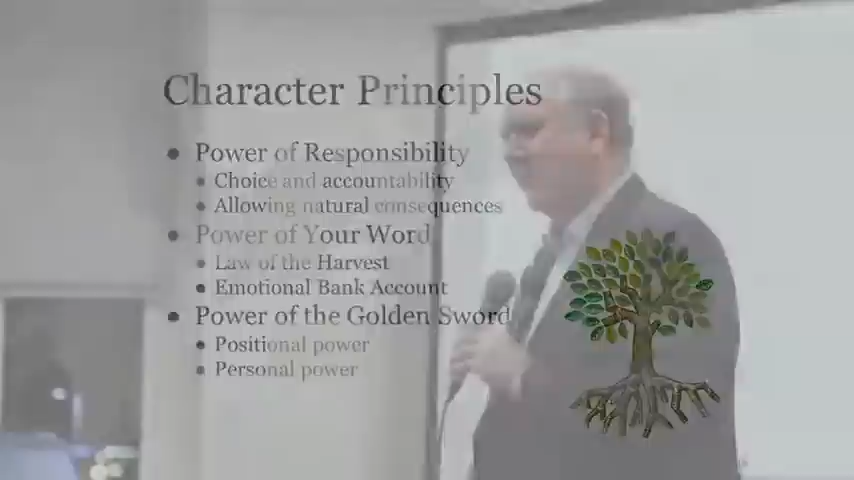 Character Principles
Power of Responsibility
Choice and accountability
Allowing natural consequences
Power of Your Word
Law of the Harvest
Emotional Bank Account
Power of the Golden Sword
Positional power
Personal power